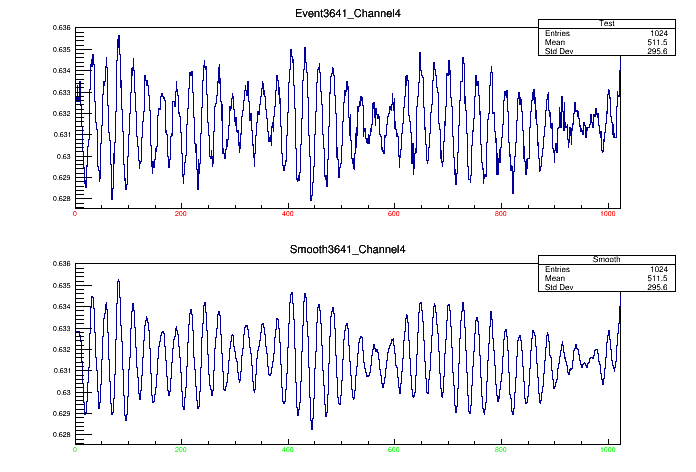 Event3641_Channel4
Test
Entries 1024
Mean 511.5
Std Dev 295.6
0.636
0.635
0.634
0.633
0.632
0.631
0.63
0.629
0.628
0 200 400 600 800 1000
Smooth3641_Channel4
Smooth
Entries 1024
Mean 511.5
Std Dev 295.6
0.636
0.635
0.634
0.633
0.632
0.631
0.63
0.629
0.628
0 200 400 600 800 1000